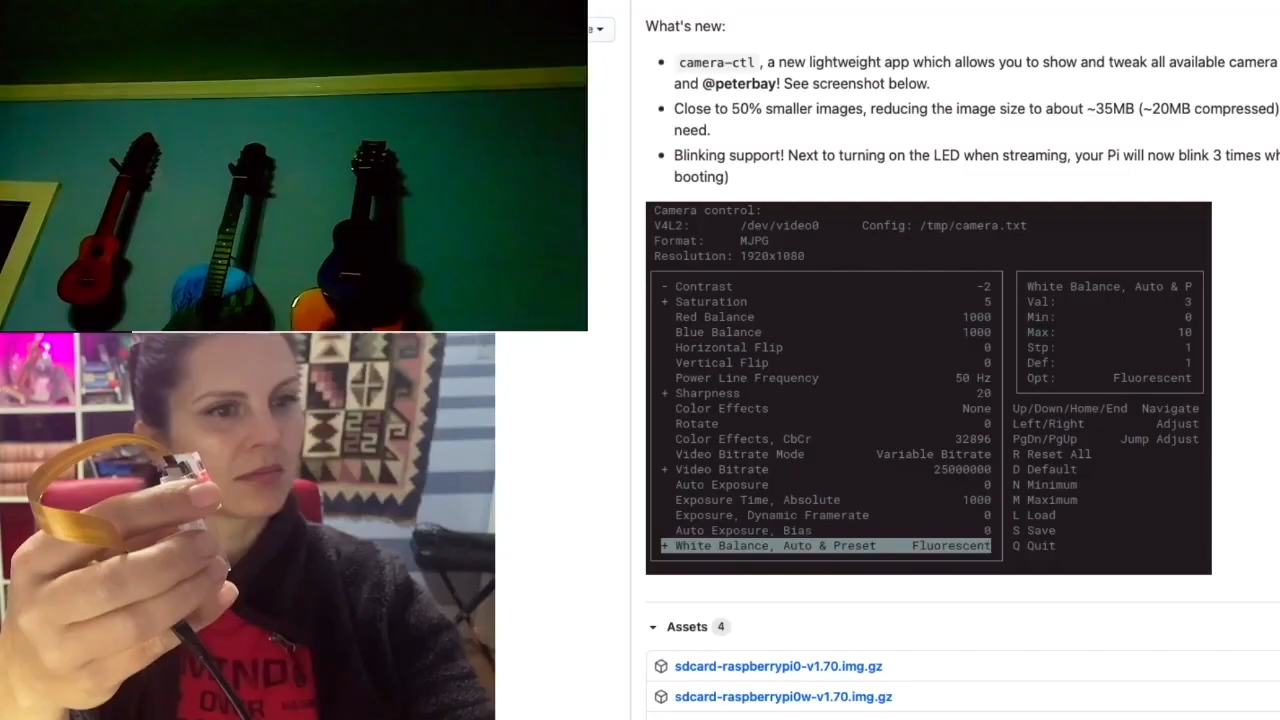 What's new:
camera-ctl , a new lightweight app which allows you to show and tweak all available camera
and @peterbay! See screenshot below.
Close to 50% smaller images, reducing the image size to about ~35MB (~20MB compressed)
need.
Blinking support! Next to turning on the LED when streaming, your Pi will now blink 3 times
booting)
Camera control:
V4L2: /dev/video0 Config: /tmp/camera.txt
Format: MJPG
Resolution: 1920x1080
- Contrast -2
+ Saturation 5
Red Balance 1000
Blue Balance 1000
Horizontal Flip 0
Vertical Flip 0
Power Line Frequency 50 Hz
+ Sharpness 20
Color Effects None
Rotate 0
Color Effects, CbCr 32896
Video Bitrate Mode Variable Bitrate
+ Video Bitrate 25000000
Auto Exposure 0
Exposure Time, Absolute 1000
Exposure, Dynamic Framerate 0
Auto Exposure, Bias 0
+ White Balance, Auto & Preset Fluorescent
White Balance, Auto & P
Val: 3
Min: 0
Max: 10
Stp: 1
Def: 1
Opt: Fluorescent
Up/Down/Home/End Navigate
Left/Right Adjust
PgDn/PgUp Jump Adjust
R Reset All
D Default
N Minimum
M Maximum
L Load
S Save
Q Quit
Assets 4
sdcard-raspberrypi0-v1.70.img.gz
sdcard-raspberrypi0w-v1.70.img.gz
OVER